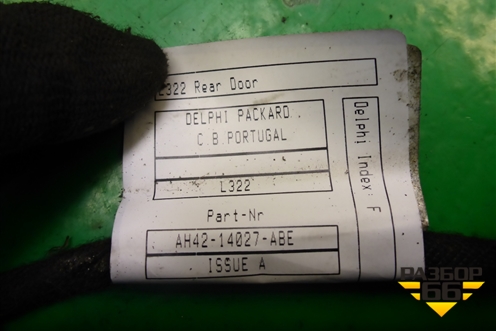 L322 Rear Door
DELPHI PACKARD
C.B.PORTUGAL
L322
Part-Nr
AH42-14027-ABE
ISSUE A
Delphi Index: F
РАЗБОР
66